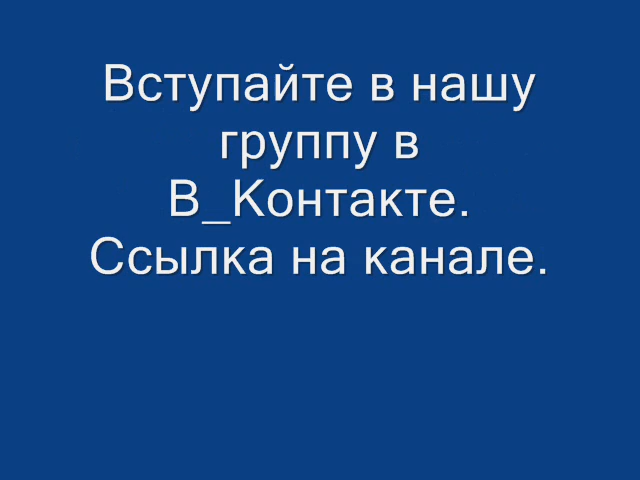 Вступайте в нашу
группу в
В_Контакте.
Ссылка на канале.